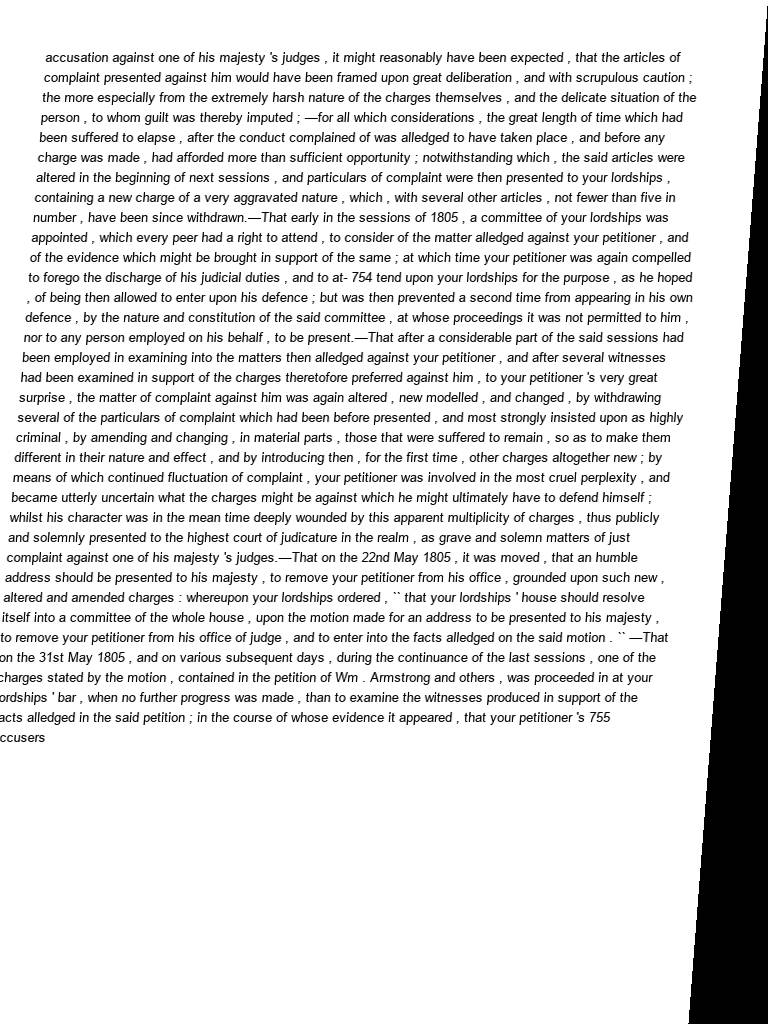 accusation against one of his majesty 's judges , it might reasonably have been expected , that the articles of
complaint presented against him would have been framed upon great deliberation , and with scrupulous caution ;
the more especially from the extremely harsh nature of the charges themselves , and the delicate situation of the
person , to whom guilt was thereby imputed ; —for all which considerations , the great length of time which had
been suffered to elapse , after the conduct complained of was alledged to have taken place , and before any
charge was made , had afforded more than sufficient opportunity ; notwithstanding which , the said articles were
altered in the beginning of next sessions , and particulars of complaint were then presented to your lordships ,
containing a new charge of a very aggravated nature , which , with several other articles , not fewer than five in
number , have been since withdrawn.—That early in the sessions of 1805 , a committee of your lordships was
appointed , which every peer had a right to attend , to consider of the matter alledged against your petitioner , and
of the evidence which might be brought in support of the same ; at which time your petitioner was again compelled
to forego the discharge of his judicial duties , and to at- 754 tend upon your lordships for the purpose , as he hoped
, of being then allowed to enter upon his defence ; but was then prevented a second time from appearing in his own
defence , by the nature and constitution of the said committee , at whose proceedings it was not permitted to him ,
nor to any person employed on his behalf , to be present.—That after a considerable part of the said sessions had
been employed in examining into the matters then alledged against your petitioner , and after several witnesses
had been examined in support of the charges theretofore preferred against him , to your petitioner 's very great
surprise , the matter of complaint against him was again altered , new modelled , and changed , by withdrawing
several of the particulars of complaint which had been before presented , and most strongly insisted upon as highly
criminal , by amending and changing , in material parts , those that were suffered to remain , so as to make them
different in their nature and effect , and by introducing then , for the first time , other charges altogether new ; by
means of which continued fluctuation of complaint , your petitioner was involved in the most cruel perplexity , and
became utterly uncertain what the charges might be against which he might ultimately have to defend himself ;
whilst his character was in the mean time deeply wounded by this apparent multiplicity of charges , thus publicly
and solemnly presented to the highest court of judicature in the realm , as grave and solemn matters of just
complaint against one of his majesty 's judges.—That on the 22nd May 1805 , it was moved , that an humble
address should be presented to his majesty , to remove your petitioner from his office , grounded upon such new ,
altered and amended charges : whereupon your lordships ordered , `` that your lordships ' house should resolve
itself into a committee of the whole house , upon the motion made for an address to be presented to his majesty ,
to remove your petitioner from his office of judge , and to enter into the facts alledged on the said motion . `` —That
on the 31st May 1805 , and on various subsequent days , during the continuance of the last sessions , one of the
charges stated by the motion , contained in the petition of Wm . Armstrong and others , was proceeded in at your
ordships ' bar , when no further progress was made , than to examine the witnesses produced in support of the
acts alledged in the said petition ; in the course of whose evidence it appeared , that your petitioner 's 755
ccusers